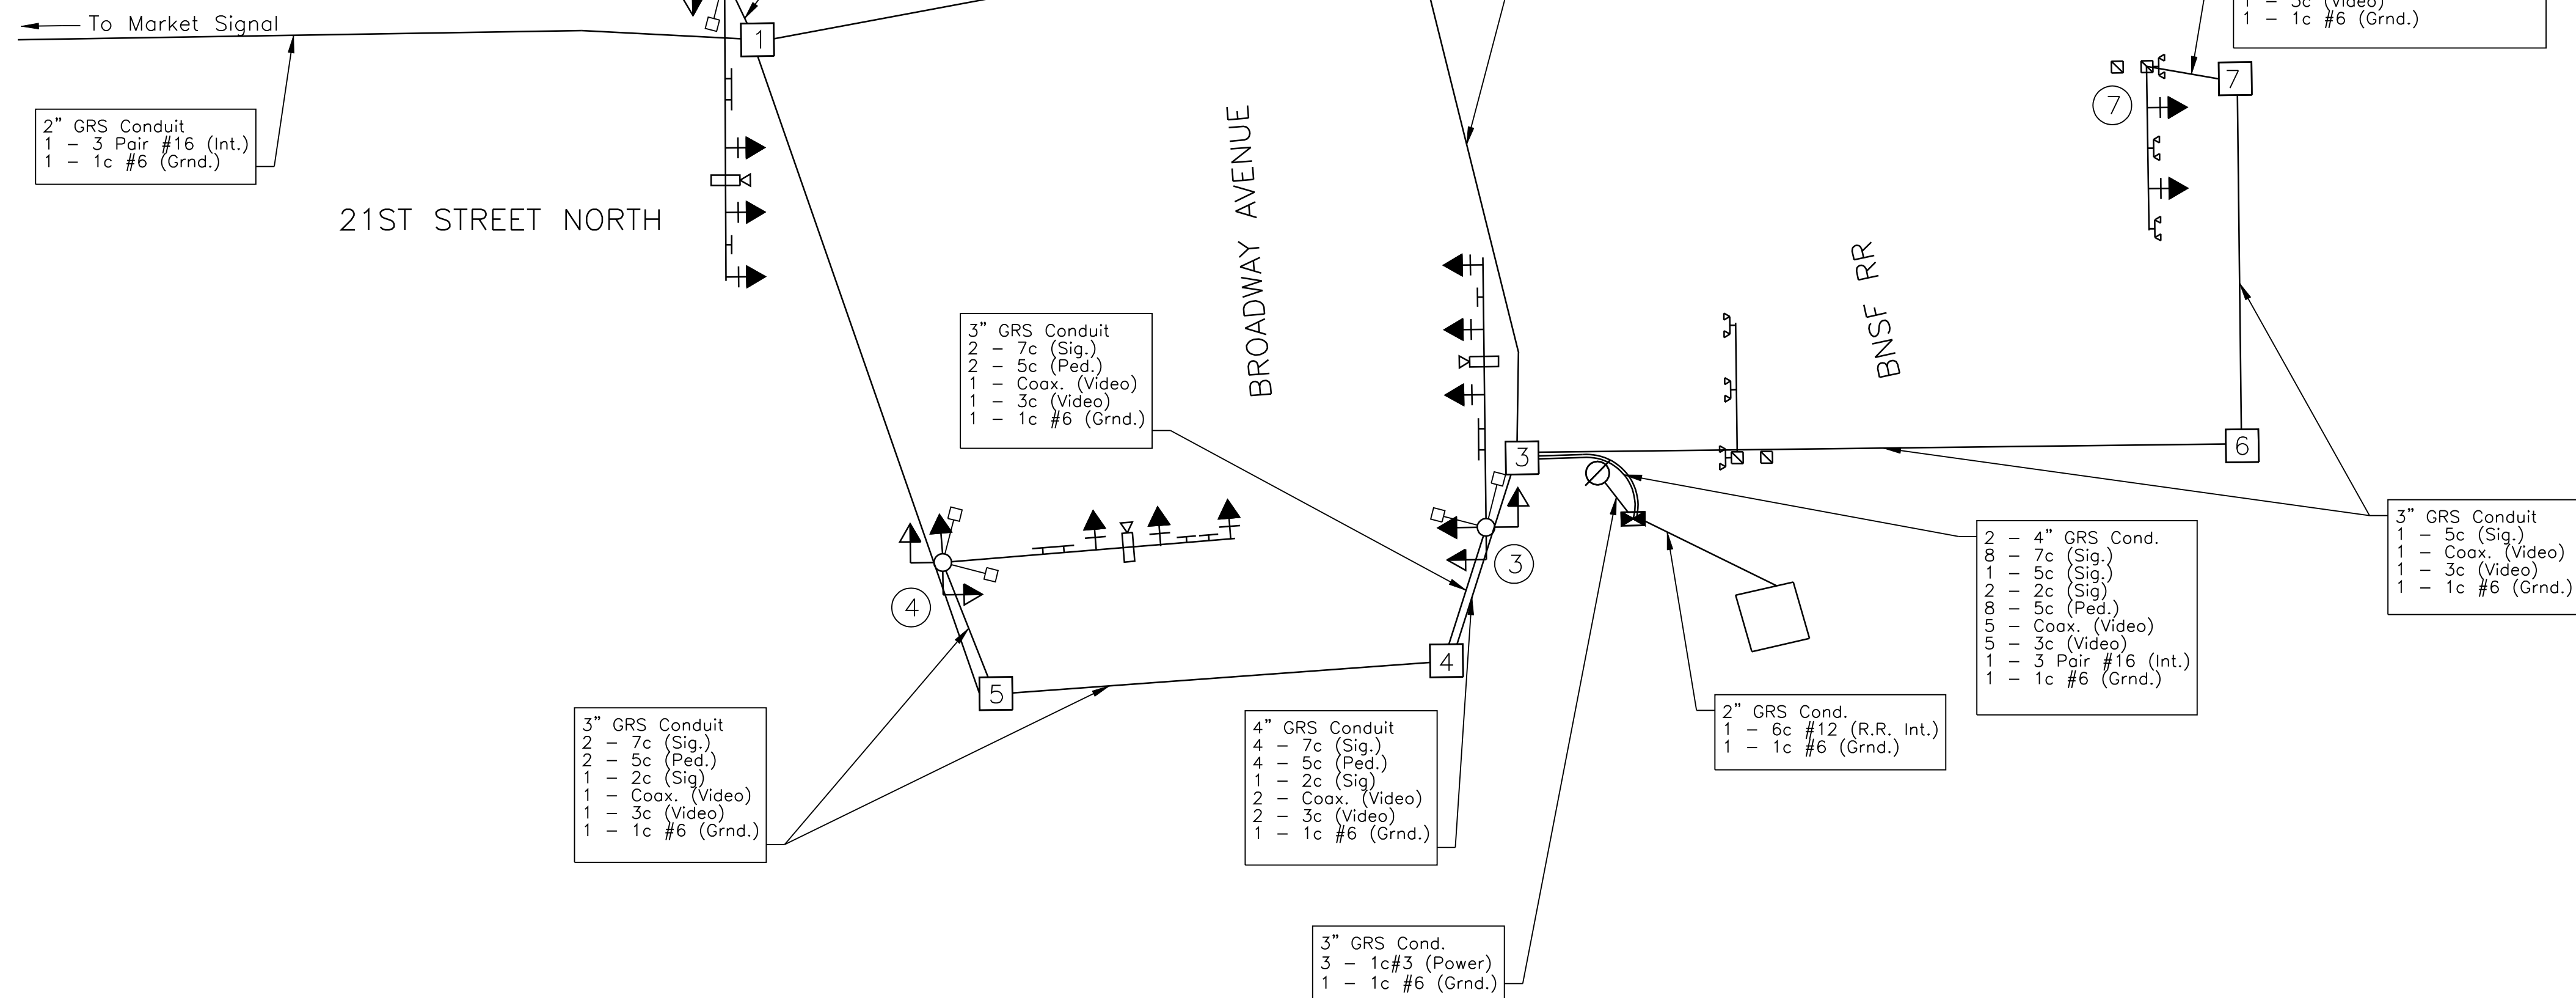 To Market Signal
1
1 - 3c (Video)
1 - 1c #6 (Grnd.)
7
7
2" GRS Conduit
1 - 3 Pair #16 (Int.)
1 - 1c #6 (Grnd.)
21ST STREET NORTH
BROADWAY AVENUE
BNSF RR
3" GRS Conduit
2 - 7c (Sig.)
2 - 5c (Ped.)
1 - Coax. (Video)
1 - 3c (Video)
1 - 1c #6 (Grnd.)
3
6
3
4
4
5
3" GRS Conduit
1 - 5c (Sig.)
1 - Coax. (Video)
1 - 3c (Video)
1 - 1c #6 (Grnd.)
2 - 4" GRS Cond.
8 - 7c (Sig.)
1 - 5c (Sig.)
2 - 2c (Sig)
8 - 5c (Ped.)
5 - Coax. (Video)
5 - 3c (Video)
1 - 3 Pair #16 (Int.)
1 - 1c #6 (Grnd.)
2" GRS Cond.
1 - 6c #12 (R.R. Int.)
1 - 1c #6 (Grnd.)
3" GRS Conduit
2 - 7c (Sig.)
2 - 5c (Ped.)
1 - 2c (Sig)
1 - Coax. (Video)
1 - 3c (Video)
1 - 1c #6 (Grnd.)
4" GRS Conduit
4 - 7c (Sig.)
4 - 5c (Ped.)
1 - 2c (Sig)
2 - Coax. (Video)
2 - 3c (Video)
1 - 1c #6 (Grnd.)
3" GRS Cond.
3 - 1c#3 (Power)
1 - 1c #6 (Grnd.)